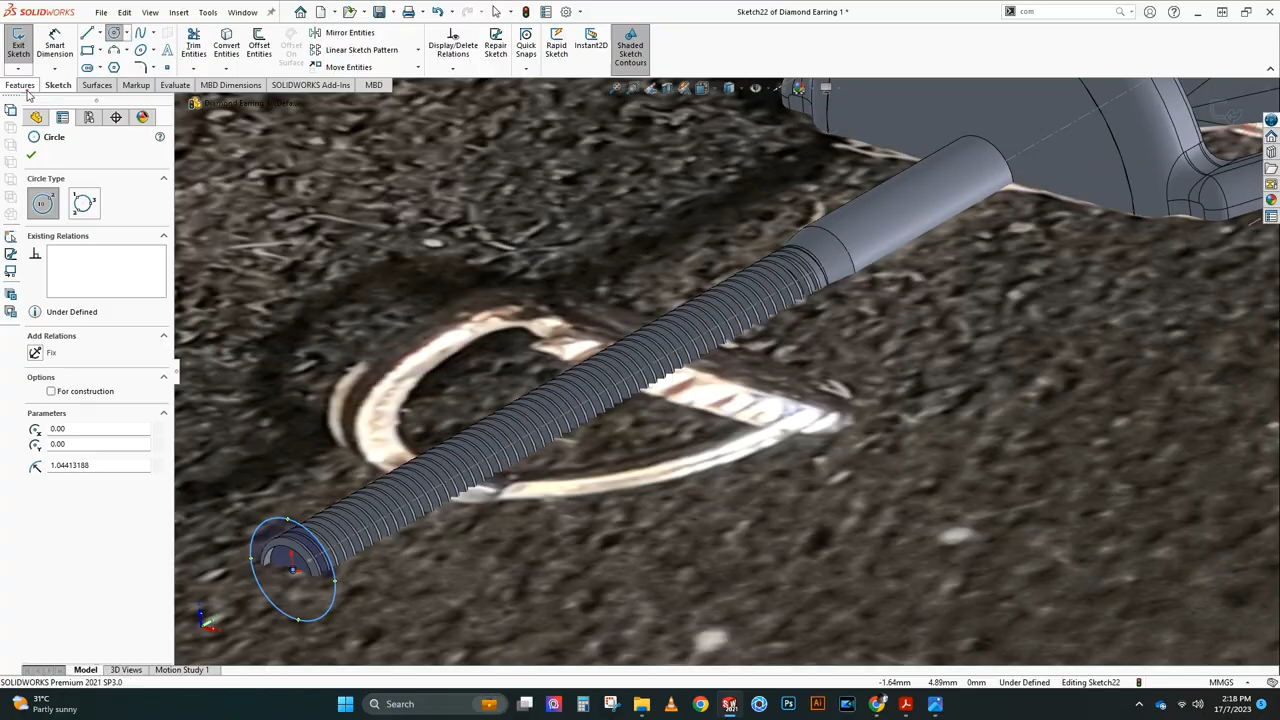 SOLIDWORKS File Edit View Insert Tools Window Sketch22 of Diamond Earring 1 * com
Exit Sketch Smart Dimension Trim Entities Convert Entities Offset Entities Offset On Surface Mirror Entities Linear Sketch Pattern Move Entities Display/Delete Relations Repair Sketch Quick Snaps Rapid Sketch Instant2D Shaded Sketch Contours
Features Sketch Surfaces Markup Evaluate MBD Dimensions SOLIDWORKS Add-Ins MBD
Circle
Circle Type
Existing Relations
Under Defined
Add Relations
Fix
Options
For construction
Parameters
0.00
0.00
1.04413188
Model 3D Views Motion Study 1
SOLIDWORKS Premium 2021 SP3.0 -1.64mm 4.89mm 0mm Under Defined Editing Sketch22 MMGS
31°C
Partly sunny
Search
2:18 PM
17/7/2023